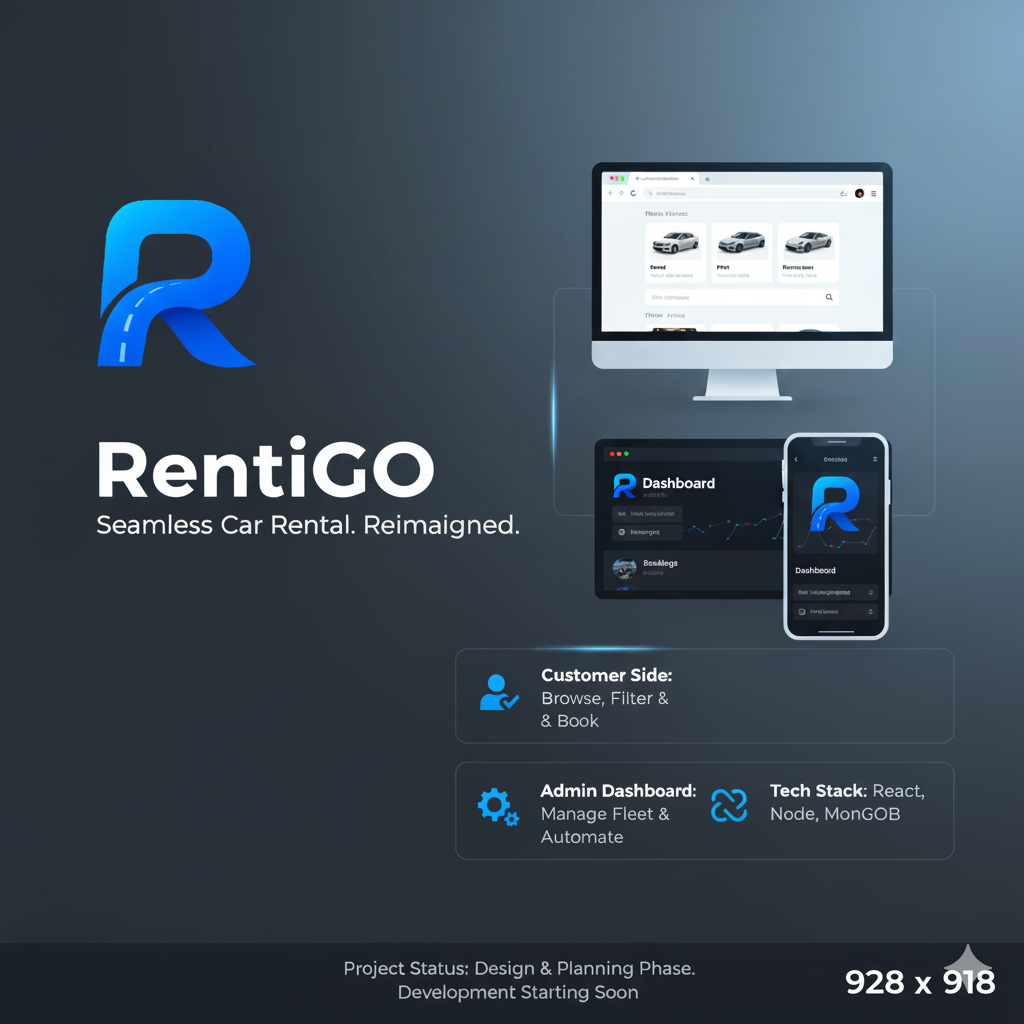 RentiGO
Seamless Car Rental. Reimaigned.
Dashboard
Dashbeord
Customer Side:
Browse, Filter &
& Book
Admin Dashboard:
Manage Fleet &
Automate
Tech Stack: React,
Node, MonGOB
Project Status: Design & Planning Phase.
Development Starting Soon
928 x 918